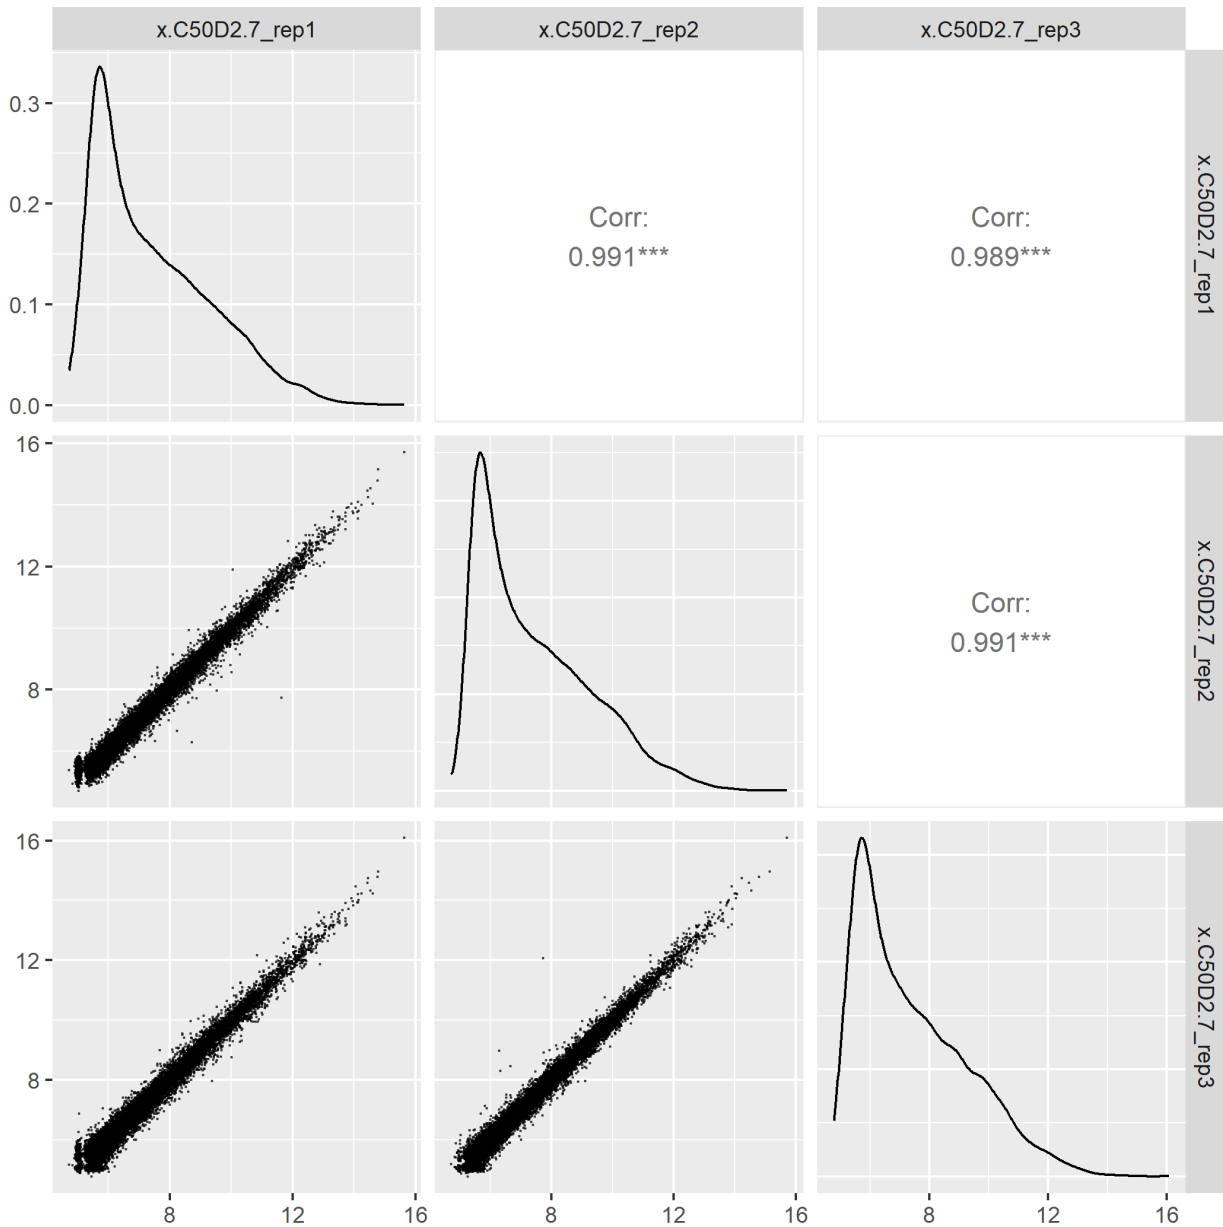 x.C50D2.7_rep1
x.C50D2.7_rep2
x.C50D2.7_rep3
0.3
0.2
0.1
0.0
Corr:
0.991***
Corr:
0.989***
x.C50D2.7_rep1
16
12
8
Corr:
0.991***
x.C50D2.7_rep2
16
12
8
x.C50D2.7_rep3
8
12
16
8
12
16
8
12
16